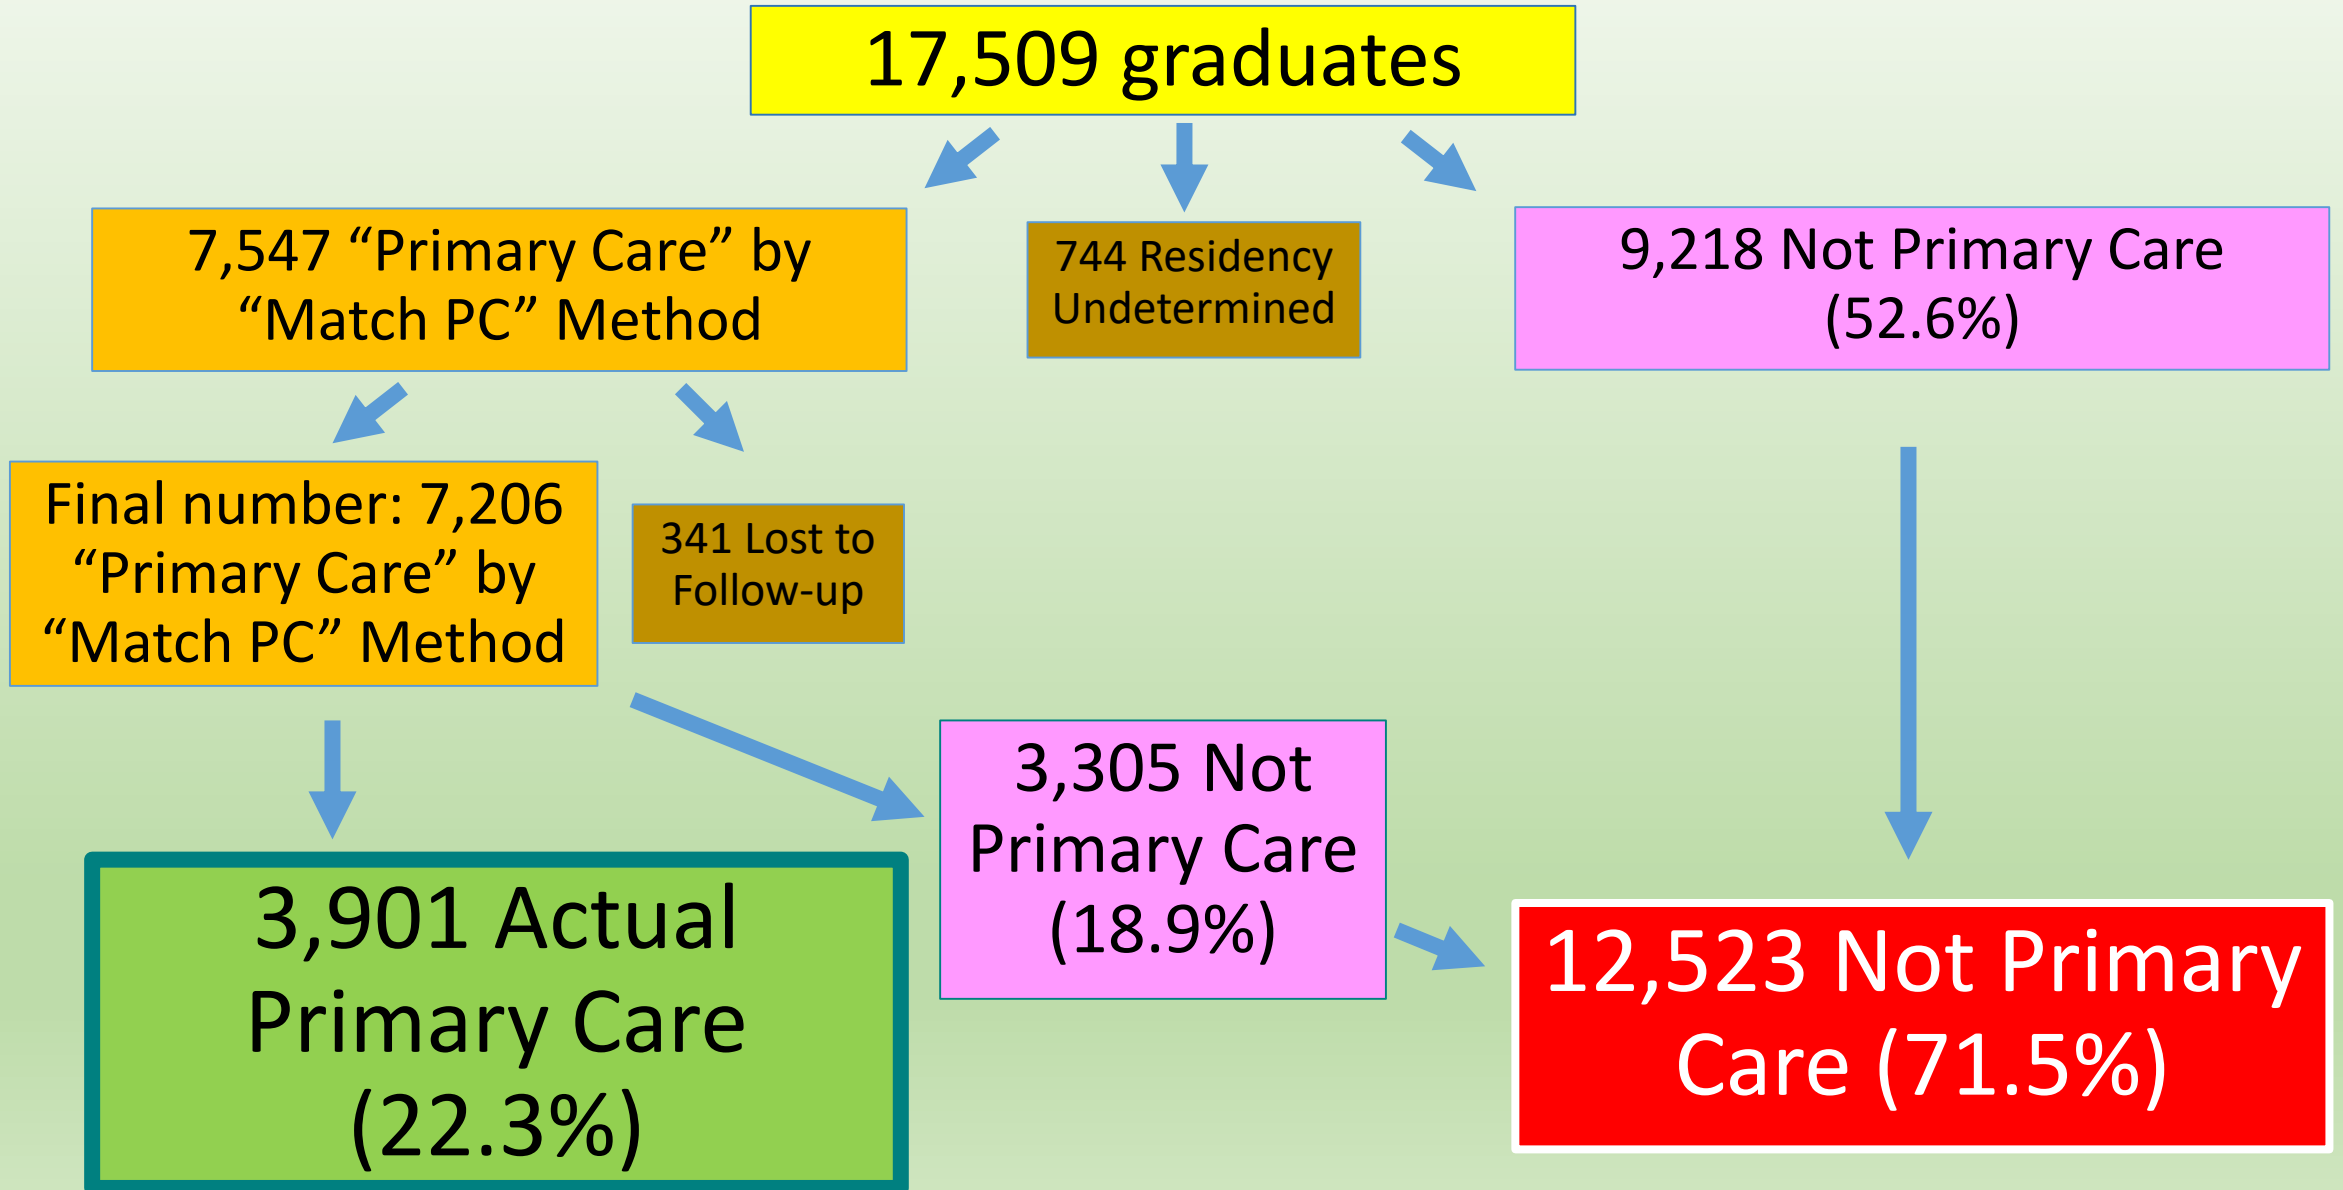 17,509 graduates
7,547 “Primary Care” by
“Match PC” Method
744 Residency
Undetermined
9,218 Not Primary Care
(52.6%)
Final number: 7,206
“Primary Care” by
“Match PC” Method
341 Lost to
Follow-up
3,305 Not
Primary Care
(18.9%)
3,901 Actual
Primary Care
(22.3%)
12,523 Not Primary
Care (71.5%)